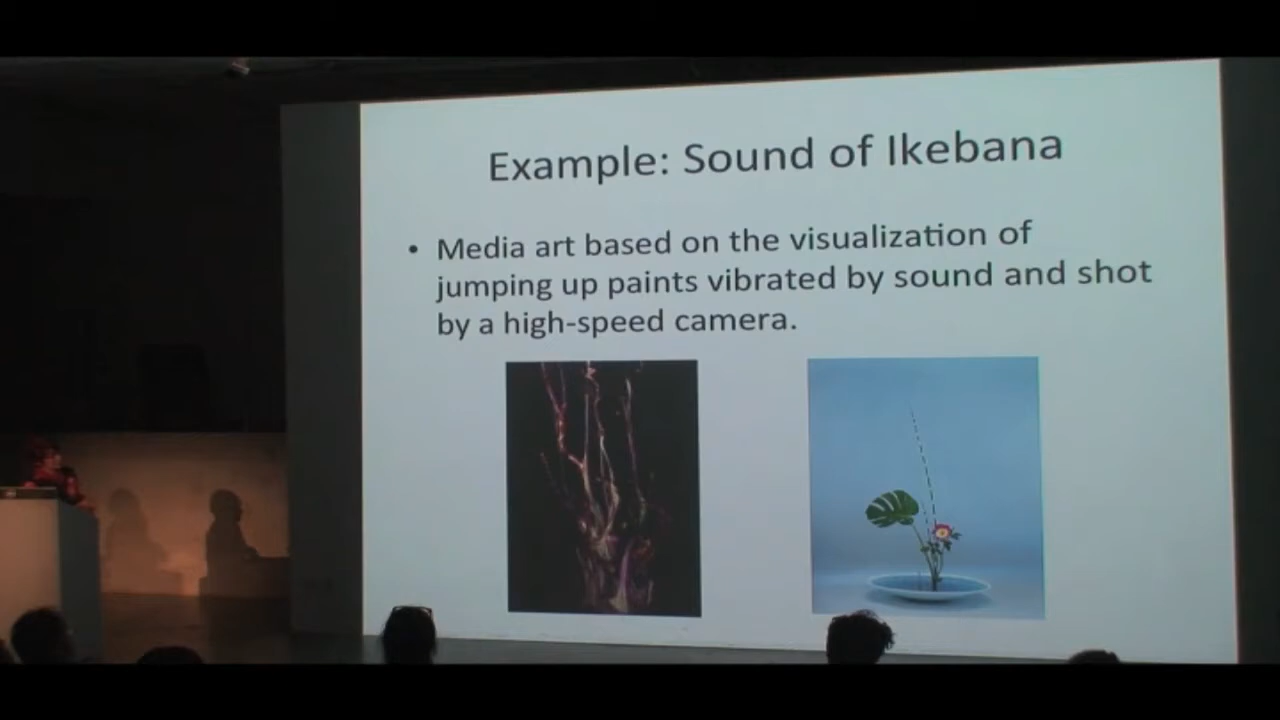 Example: Sound of Ikebana
• Media art based on the visualization of
jumping up paints vibrated by sound and shot
by a high-speed camera.